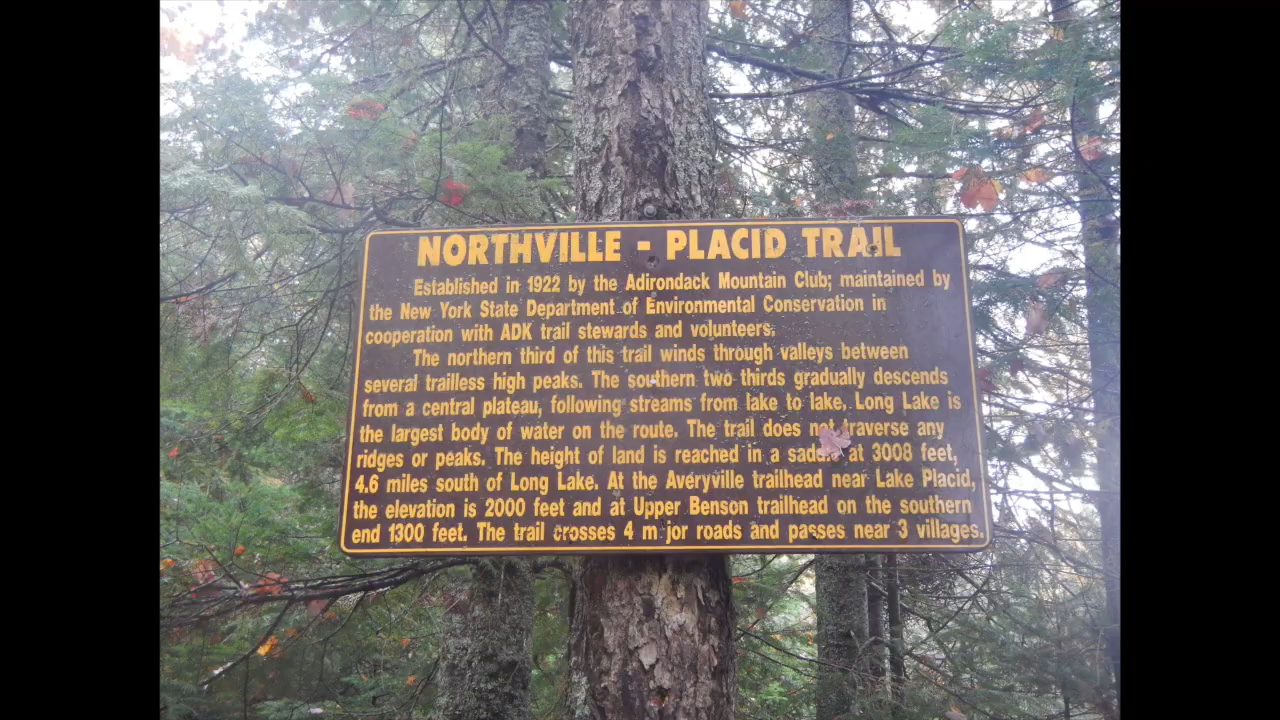 NORTHVILLE - PLACID TRAIL
Established in 1922 by the Adirondack Mountain Club; maintained by
the New York State Department of Environmental Conservation in
cooperation with ADK trail stewards and volunteers.
The northern third of this trail winds through valleys between
several trailless high peaks. The southern two thirds gradually descends
from a central plateau, following streams from lake to lake. Long Lake is
the largest body of water on the route. The trail does not traverse any
ridges or peaks. The height of land is reached in a saddle at 3008 feet,
4.6 miles south of Long Lake. At the Averyville trailhead near Lake Placid,
the elevation is 2000 feet and at Upper Benson trailhead on the southern
end 1300 feet. The trail crosses 4 m jor roads and passes near 3 villages.